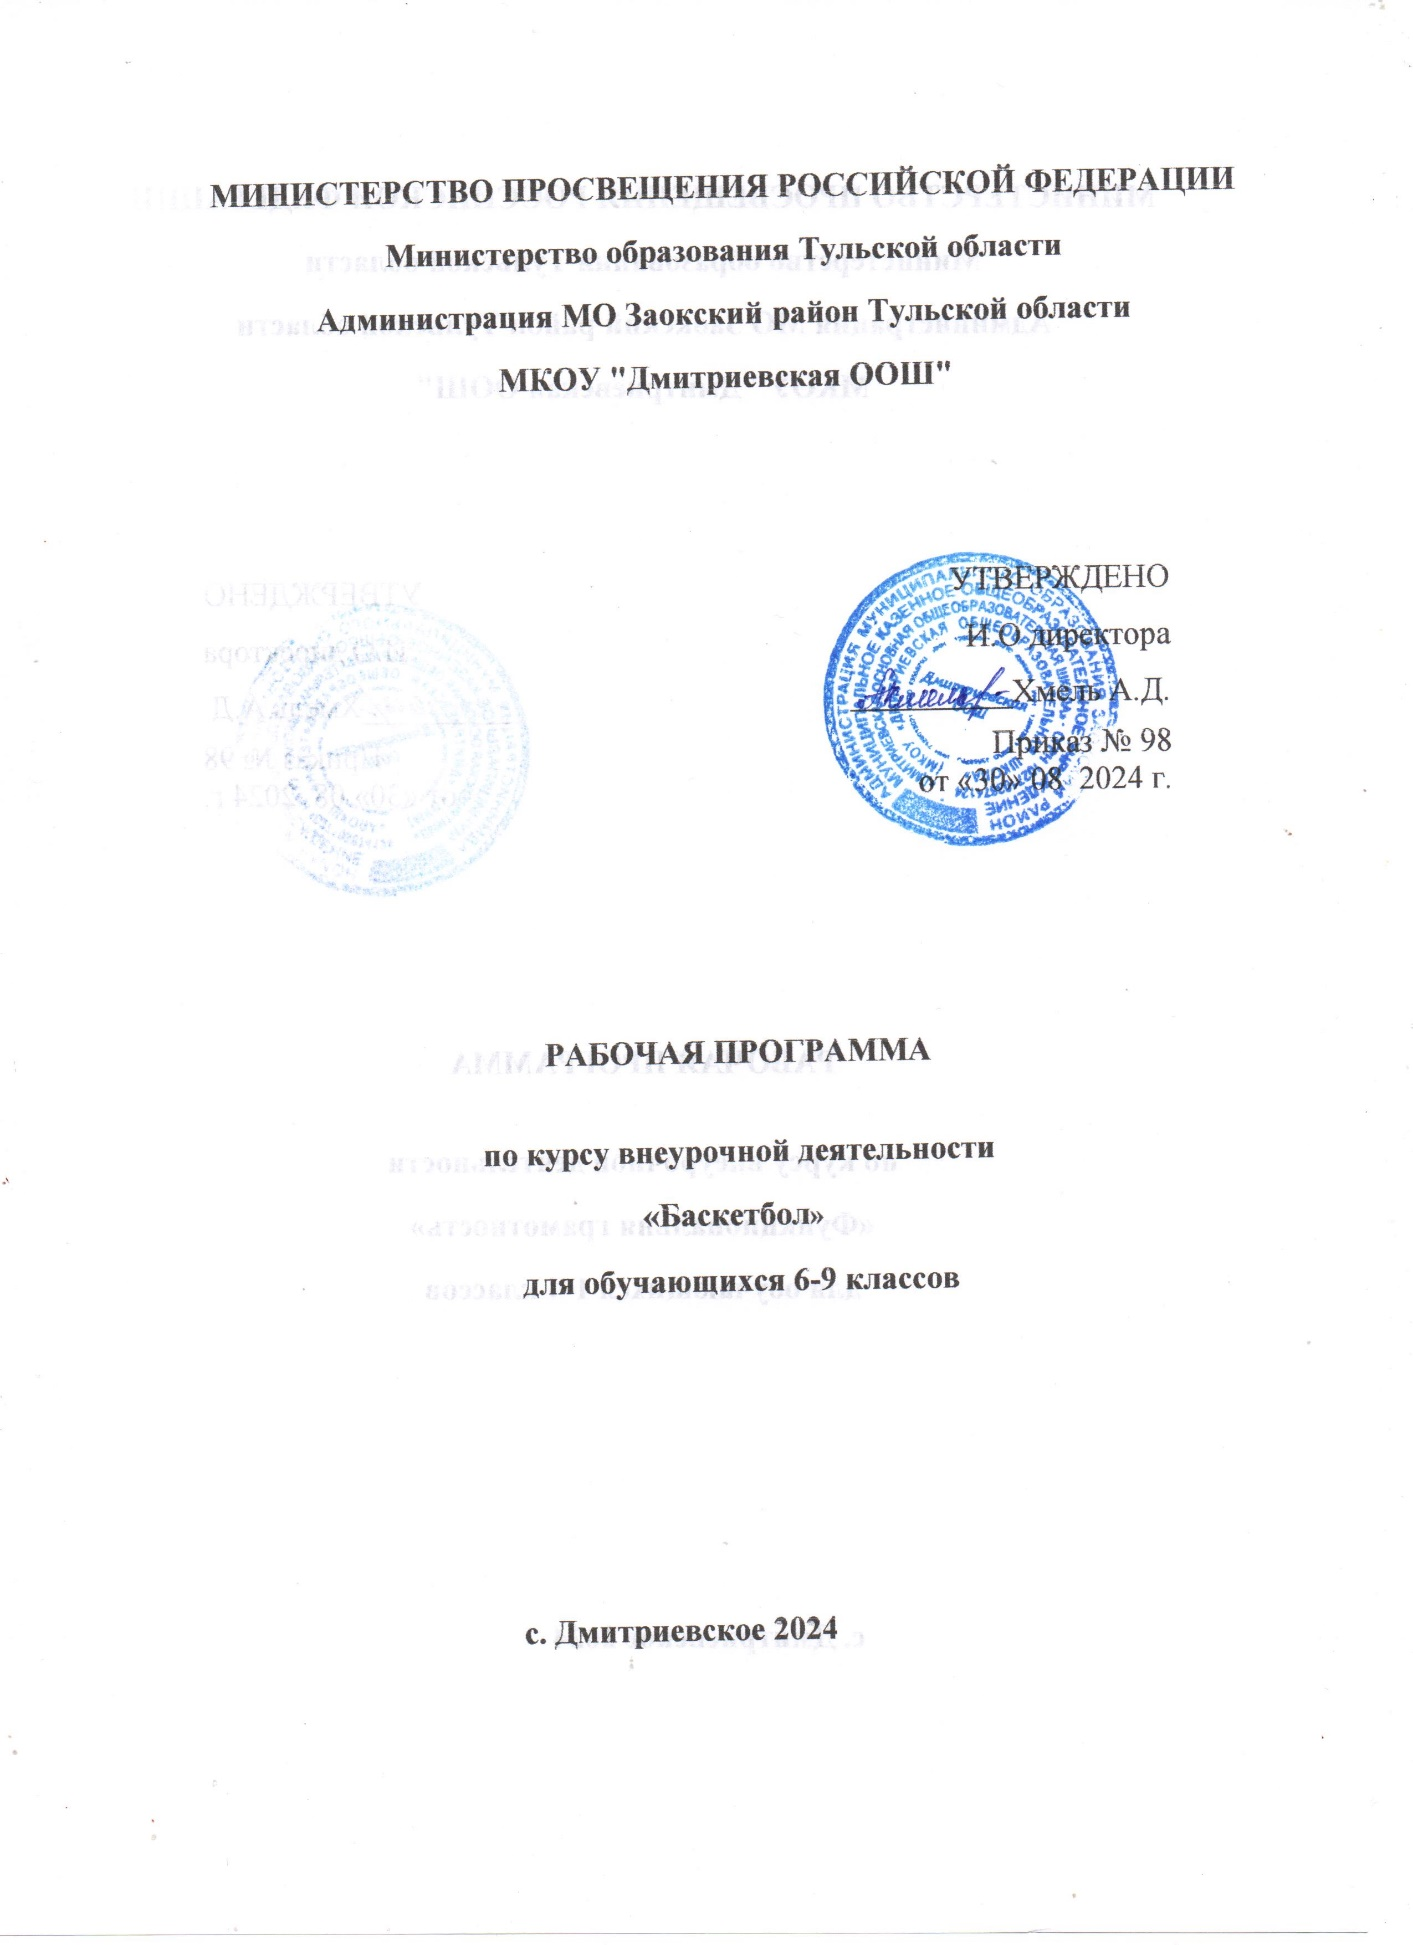 МИНИСТЕРСТВО ПРОСВЕЩЕНИЯ РОССИЙСКОЙ ФЕДЕРАЦИИ
Министерство образования Тульской области
Администрация МО Заокский район Тульской области
МКОУ "Дмитриевская ООШ"
УТВЕРЖДЕНО
И.О.директора
Хмель А.Д.
Приказ № 98
от «30» 08 2024 г.
РАБОЧАЯ ПРОГРАММА
по курсу внеурочной деятельности
«Баскетбол»
для обучающихся 6-9 классов
с. Дмитриевское 2024